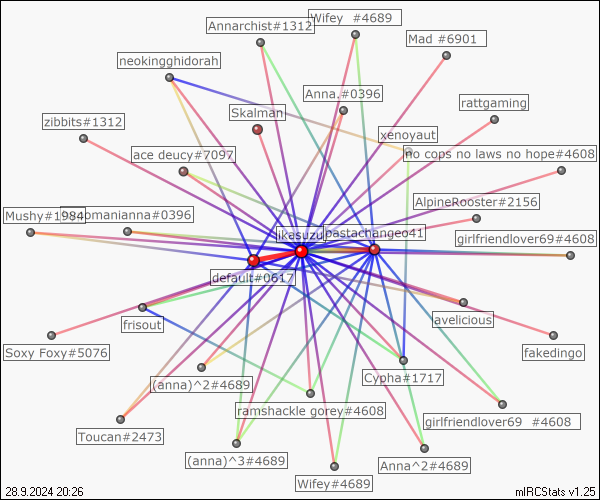 Wifey  #4689
Annarchist#1312
Mad #6901
neokingghidorah
Anna.#0396
rattgaming
Skalman
zibbits#1312
xenoyaut
ace deucy#7097
no cops no laws no hope#4608
AlpineRooster#2156
Mushy#1984
omanianna#0396
ikasuzu
pastachangeo41
girlfriendlover69#4608
default#0617
frisout
avelicious
Soxy Foxy#5076
fakedingo
Cypha#1717
(anna)^2#4689
ramshackle gorey#4608
girlfriendlover69  #4608
Toucan#2473
(anna)^3#4689
Anna^2#4689
Wifey#4689
28.9.2024 20:26
mIRCStats v1.25